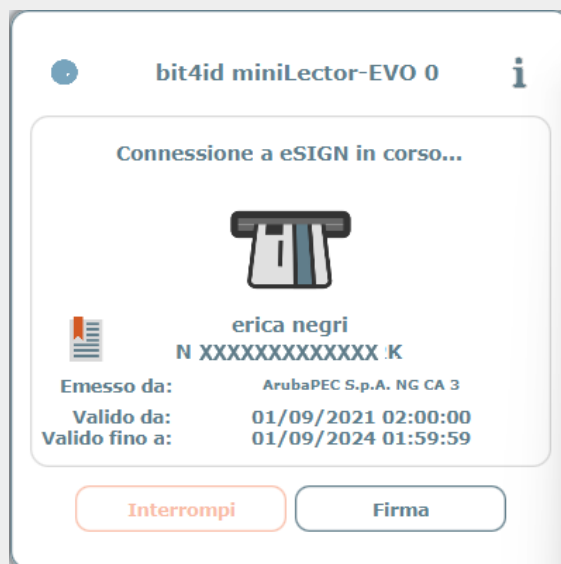 bit4id miniLector-EVO 0
Connessione a eSIGN in corso...
erica negri
N XXXXXXXXXXXXX K
Emesso da: ArubaPEC S.p.A. NG CA 3
Valido da: 01/09/2021 02:00:00
Valido fino a: 01/09/2024 01:59:59
Interrompi Firma